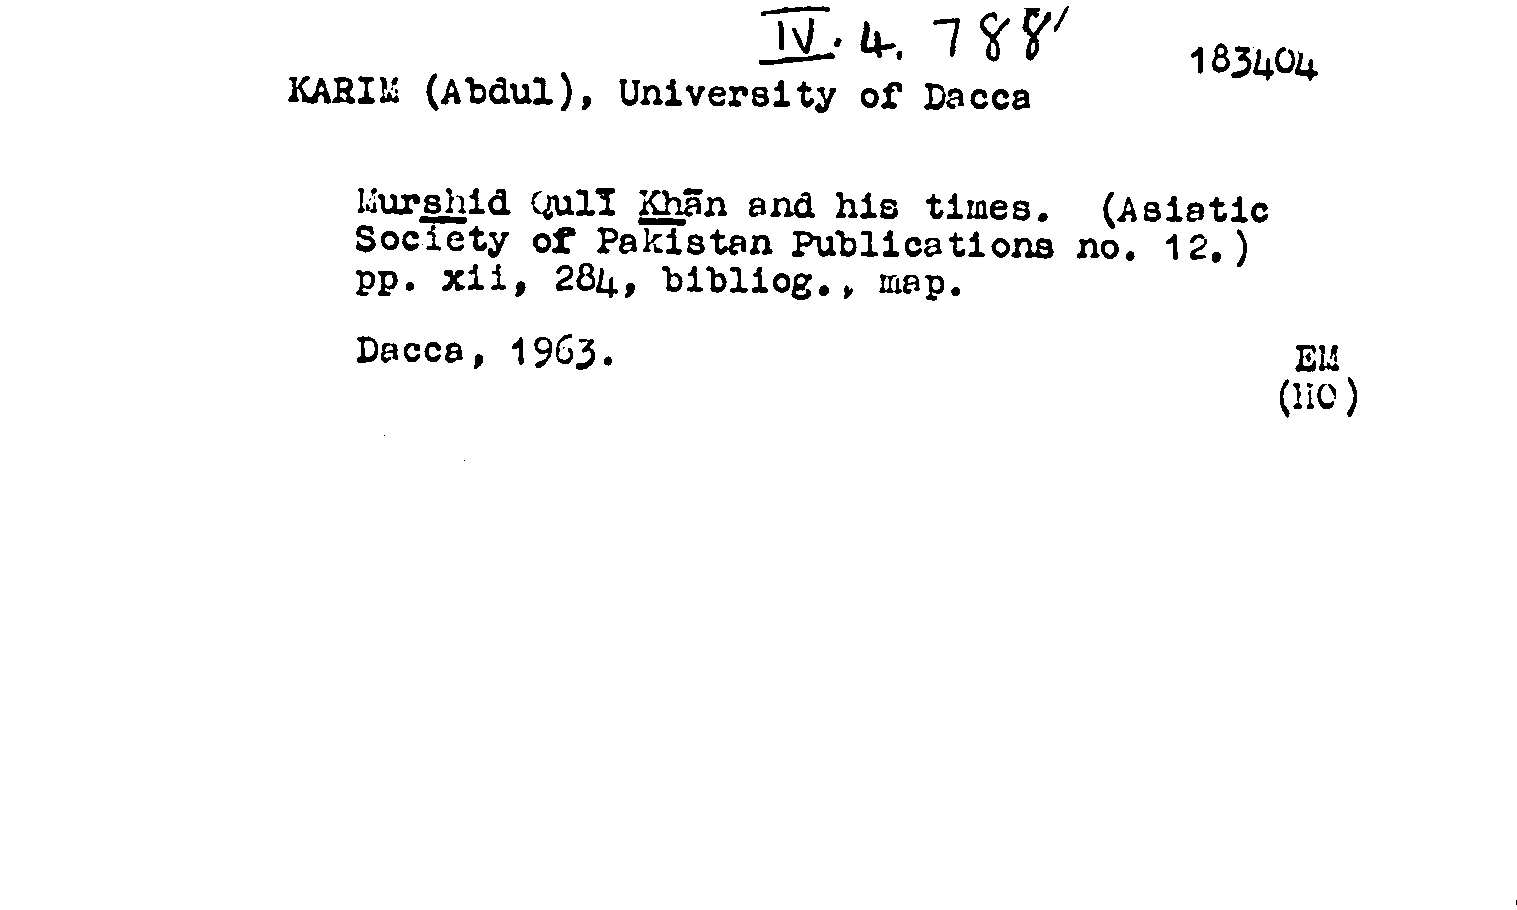 IV. 4. 788'
183404
KARIM (Abdul), University of Dacca
Murshid Qulī Khān and his times. (Asiatic
Society of Pakistan Publications no. 12.)
pp. xii, 284, bibliog., map.
Dacca, 1963.
EM
(HO)